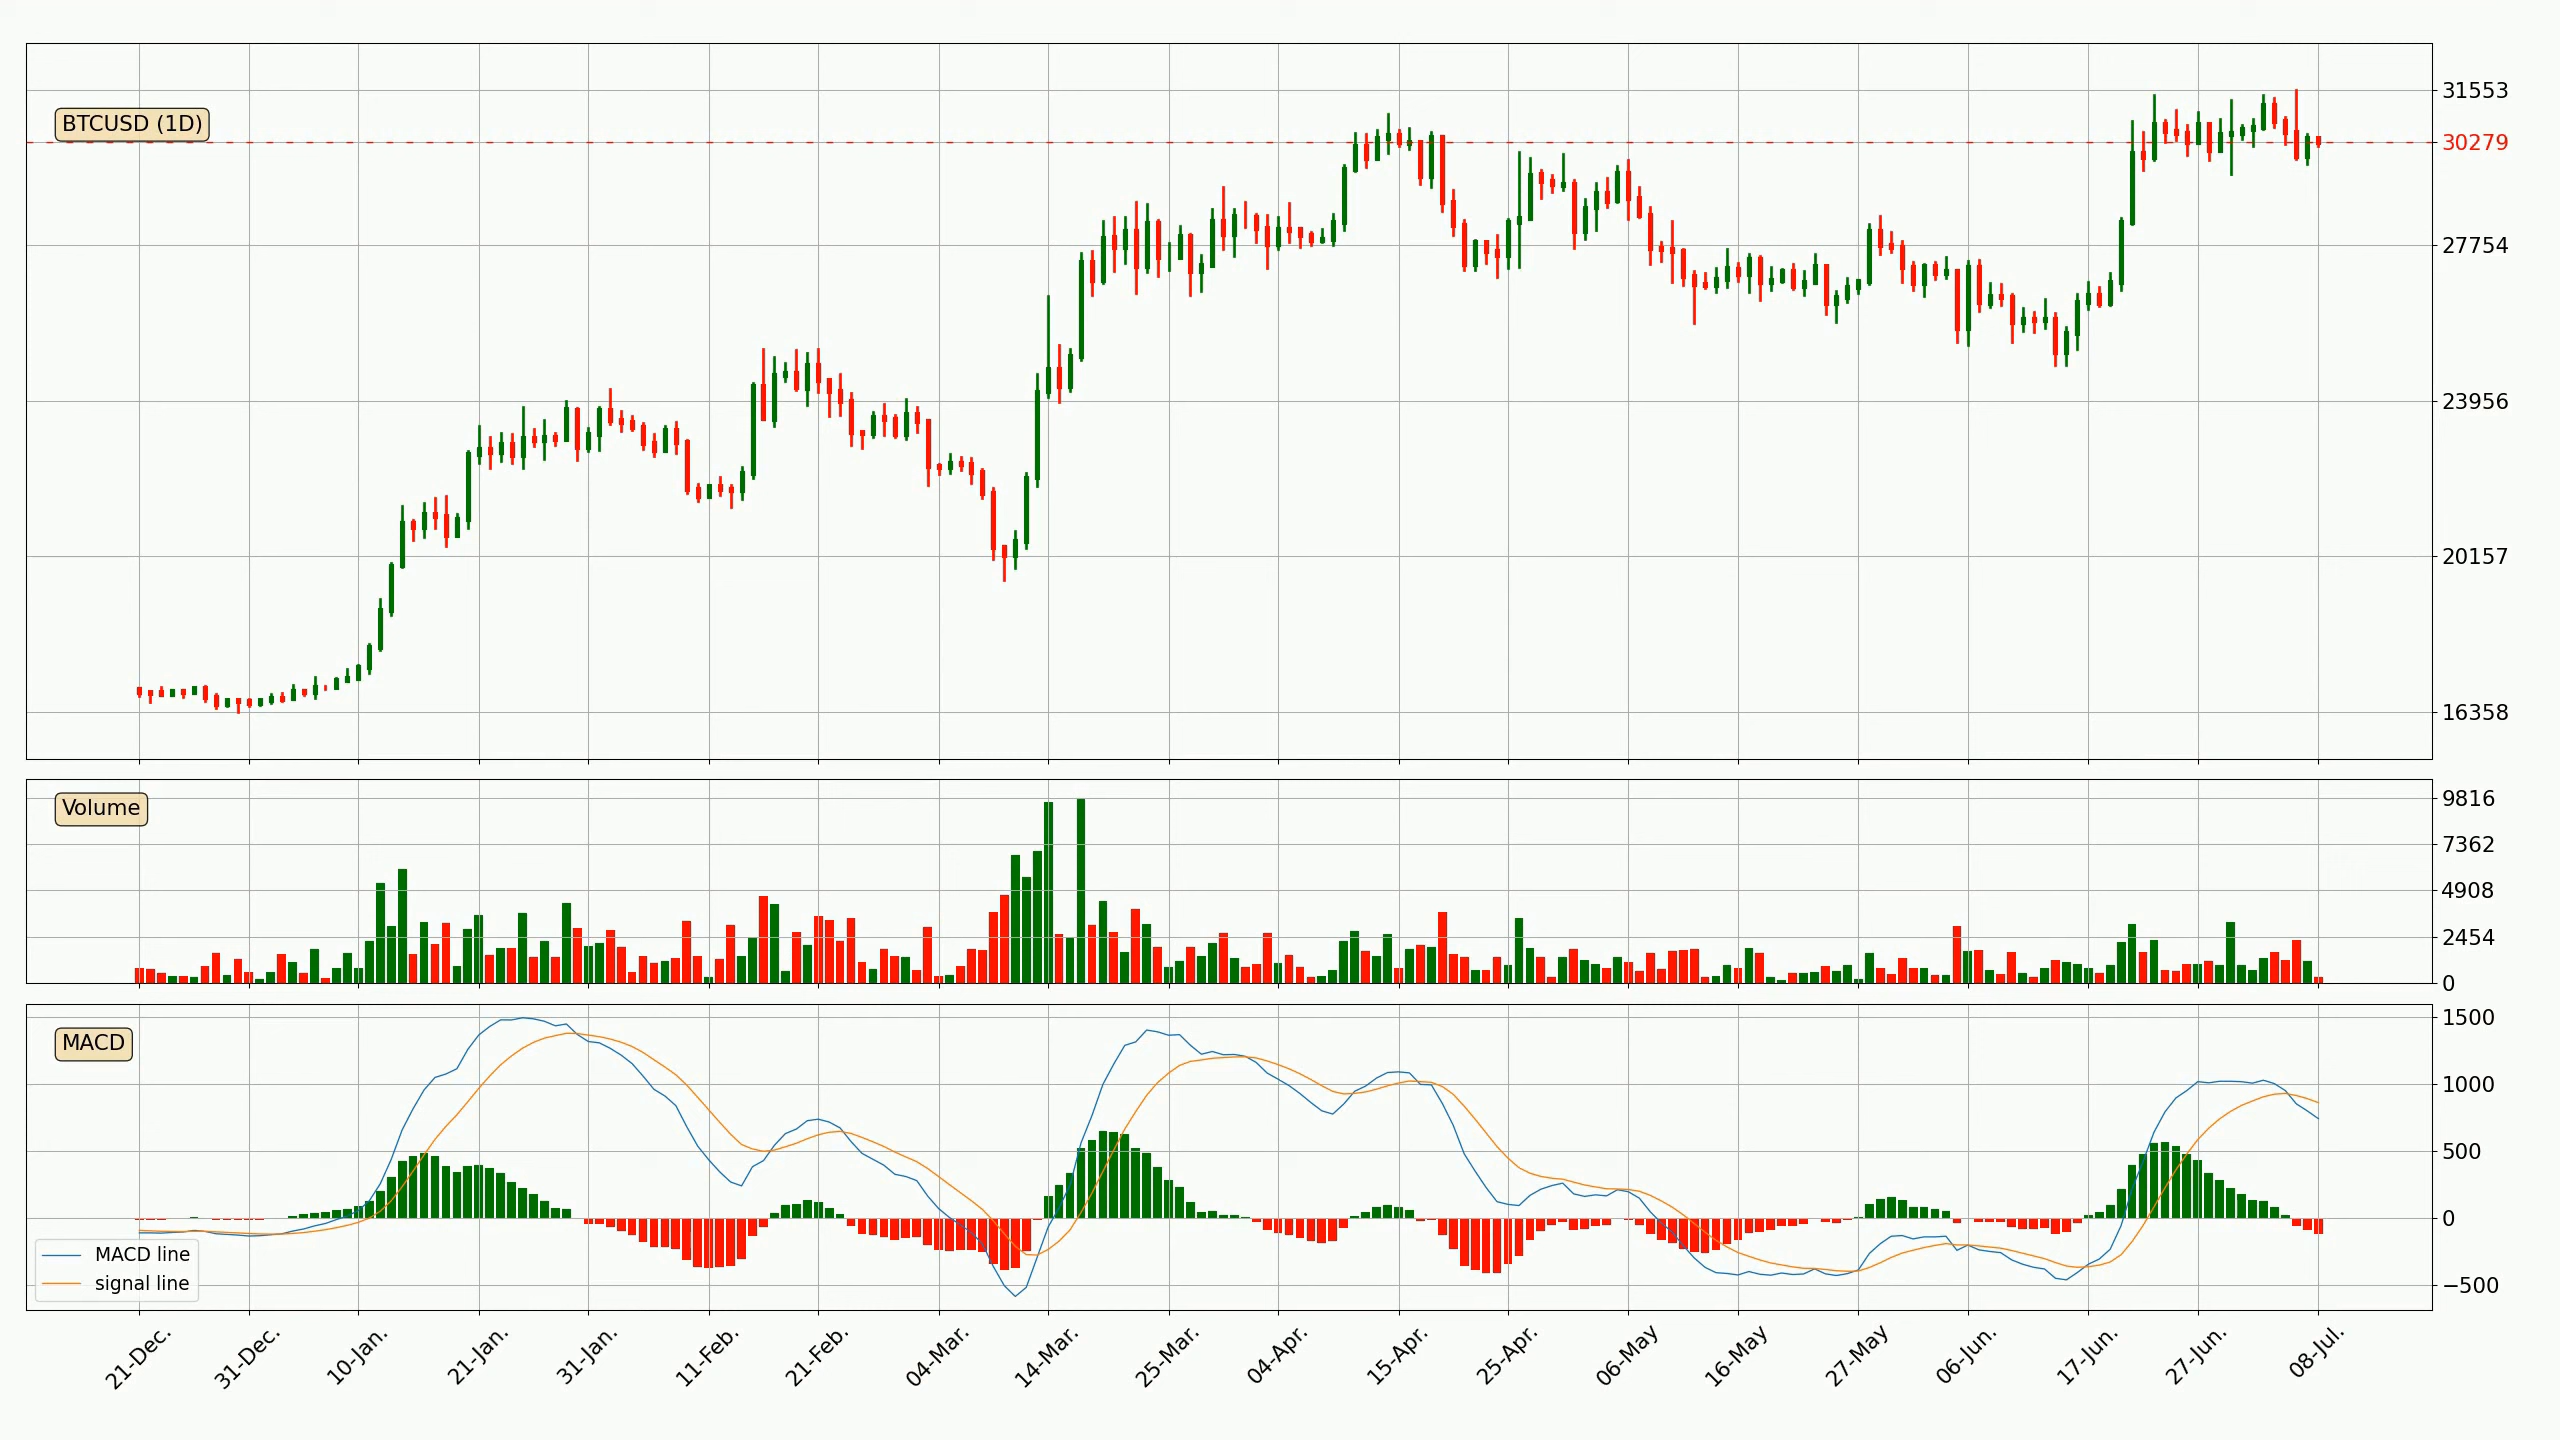 BTCUSD (1D)
31553
30279
27754
23956
20157
16358
Volume
9816
7362
4908
2454
0
MACD
1500
1000
500
0
−500
MACD line
signal line
21-Dec.
31-Dec.
10-Jan.
21-Jan.
31-Jan.
11-Feb.
21-Feb.
04-Mar.
14-Mar.
25-Mar.
04-Apr.
15-Apr.
25-Apr.
06-May
16-May
27-May
06-Jun.
17-Jun.
27-Jun.
08-Jul.